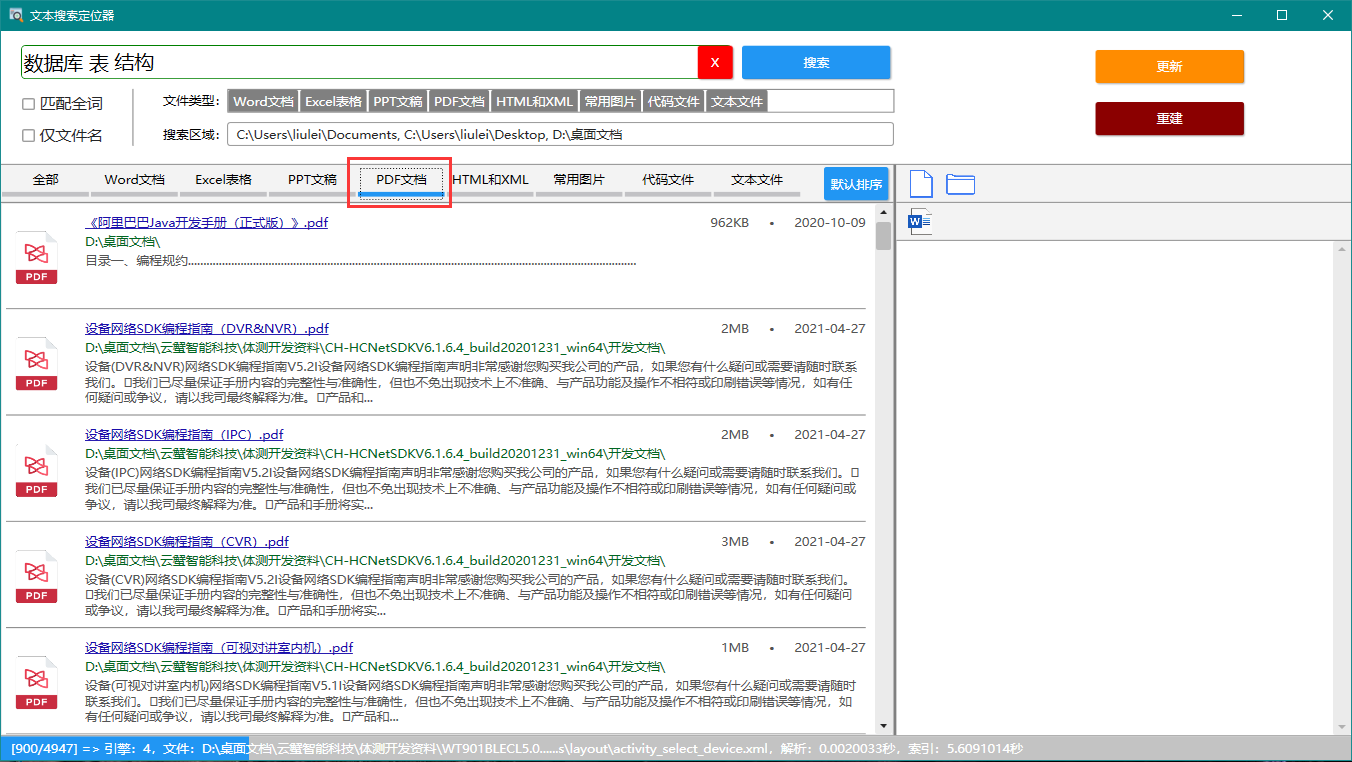 文本搜索定位器
数据库 表 结构
X
搜索
更新
匹配全词
文件类型：
Word文档 Excel表格 PPT文稿 PDF文档 HTML和XML 常用图片 代码文件 文本文件
重建
仅文件名
搜索区域：
C:\Users\liulei\Documents, C:\Users\liulei\Desktop, D:\桌面文档
全部 Word文档 Excel表格 PPT文稿 PDF文档 HTML和XML 常用图片 代码文件 文本文件
默认排序
《阿里巴巴Java开发手册（正式版）》.pdf 962KB • 2020-10-09
D:\桌面文档\
PDF
设备网络SDK编程指南（DVR&NVR）.pdf 2MB • 2021-04-27
D:\桌面文档\云蟹智能科技\体测开发资料\CH-HCNetSDKV6.1.6.4_build20201231_win64\开发文档\
设备(DVR&NVR)网络SDK编程指南V5.2I设备网络SDK编程指南声明非常感谢您购买我公司的产品，如果您有什么疑问或需要请随时联系
我们。▯我们已尽量保证手册内容的完整性与准确性，但也不免出现技术上不准确、与产品功能及操作不相符或印刷错误等情况，如有任
何疑问或争议，请以我司最终解释为准。▯产品和...
PDF
设备网络SDK编程指南（IPC）.pdf 2MB • 2021-04-27
D:\桌面文档\云蟹智能科技\体测开发资料\CH-HCNetSDKV6.1.6.4_build20201231_win64\开发文档\
设备(IPC)网络SDK编程指南V5.2I设备网络SDK编程指南声明非常感谢您购买我公司的产品，如果您有什么疑问或需要请随时联系我们。▯
我们已尽量保证手册内容的完整性与准确性，但也不免出现技术上不准确、与产品功能及操作不相符或印刷错误等情况，如有任何疑问或
争议，请以我司最终解释为准。▯产品和手册将实...
PDF
设备网络SDK编程指南（CVR）.pdf 3MB • 2021-04-27
D:\桌面文档\云蟹智能科技\体测开发资料\CH-HCNetSDKV6.1.6.4_build20201231_win64\开发文档\
设备(CVR)网络SDK编程指南V5.2I设备网络SDK编程指南声明非常感谢您购买我公司的产品，如果您有什么疑问或需要请随时联系我们。
▯我们已尽量保证手册内容的完整性与准确性，但也不免出现技术上不准确、与产品功能及操作不相符或印刷错误等情况，如有任何疑问
或争议，请以我司最终解释为准。▯产品和手册将实...
PDF
设备网络SDK编程指南（可视对讲室内机）.pdf 1MB • 2021-04-27
D:\桌面文档\云蟹智能科技\体测开发资料\CH-HCNetSDKV6.1.6.4_build20201231_win64\开发文档\
设备(可视对讲室内机)网络SDK编程指南V5.1I设备网络SDK编程指南声明非常感谢您购买我公司的产品，如果您有什么疑问或需要请随时
联系我们。▯我们已尽量保证手册内容的完整性与准确性，但也不免出现技术上不准确、与产品功能及操作不相符或印刷错误等情况，如
有任何疑问或争议，请以我司最终解释为准。▯产品和...
PDF
[900/4947] => 引擎：4，文件：D:\桌面文档\云蟹智能科技\体测开发资料\WT901BLECL5.0......s\layout\activity_select_device.xml，解析：0.0020033秒，索引：5.6091014秒